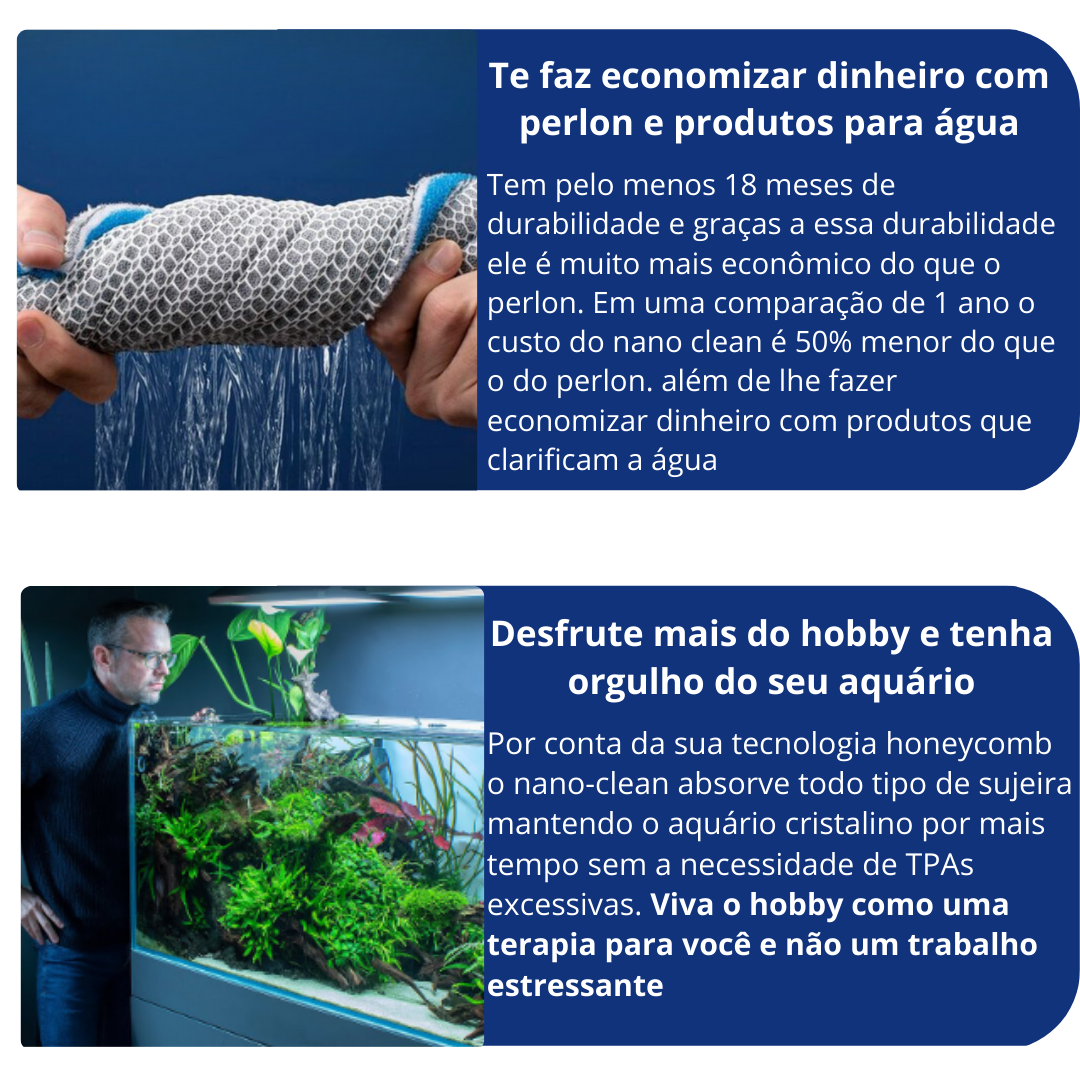 Te faz economizar dinheiro com
perlon e produtos para água
Tem pelo menos 18 meses de
durabilidade e graças a essa durabilidade
ele é muito mais econômico do que o
perlon. Em uma comparação de 1 ano o
custo do nano clean é 50% menor do que
o do perlon. além de lhe fazer
economizar dinheiro com produtos que
clarificam a água
Desfrute mais do hobby e tenha
orgulho do seu aquário
Por conta da sua tecnologia honeycomb
o nano-clean absorve todo tipo de sujeira
mantendo o aquário cristalino por mais
tempo sem a necessidade de TPAs
excessivas. Viva o hobby como uma
terapia para você e não um trabalho
estressante